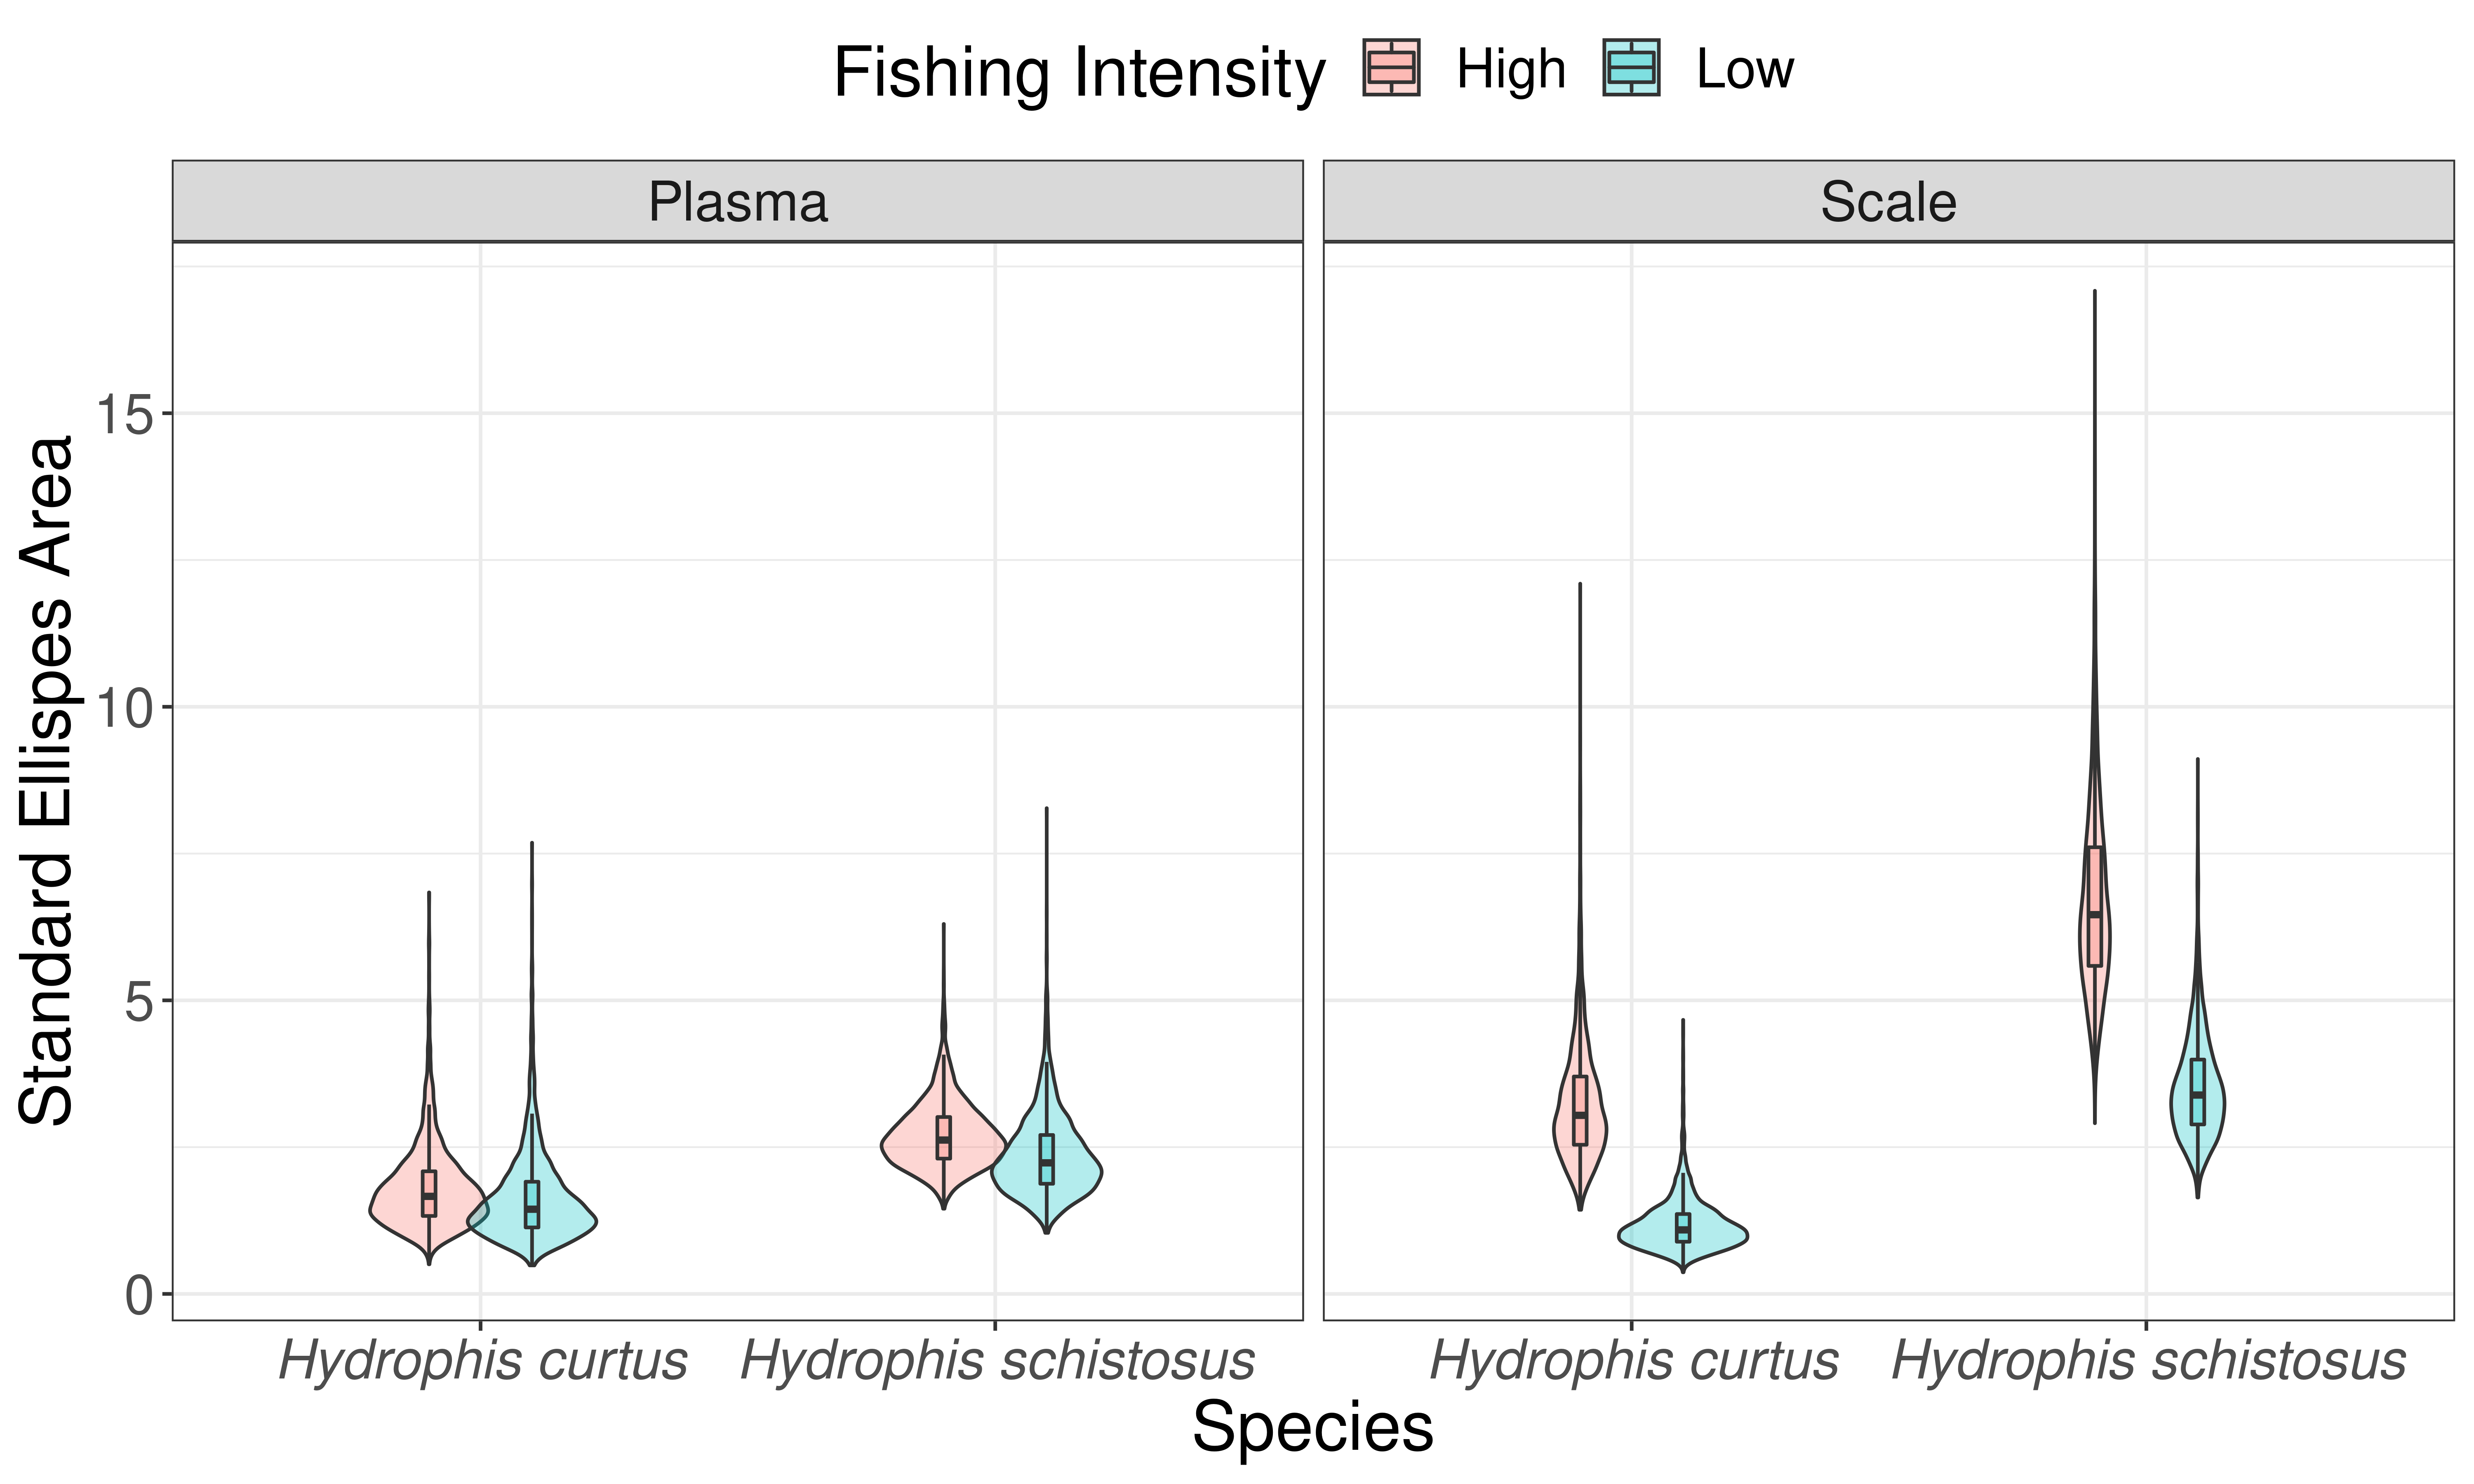 Fishing Intensity High Low
Plasma Scale
Standard Ellispes Area
15
10
5
0
Hydrophis curtus Hydrophis schistosus Hydrophis curtus Hydrophis schistosus
Species